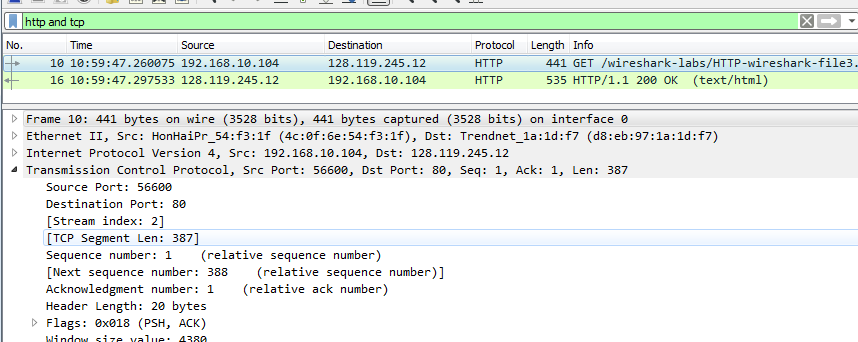 http and tcp
No. Time Source Destination Protocol Length Info
10 10:59:47.260075 192.168.10.104 128.119.245.12 HTTP 441 GET /wireshark-labs/HTTP-wireshark-file3.
16 10:59:47.297533 128.119.245.12 192.168.10.104 HTTP 535 HTTP/1.1 200 OK (text/html)
Frame 10: 441 bytes on wire (3528 bits), 441 bytes captured (3528 bits) on interface 0
Ethernet II, Src: HonHaiPr_54:f3:1f (4c:0f:6e:54:f3:1f), Dst: Trendnet_1a:1d:f7 (d8:eb:97:1a:1d:f7)
Internet Protocol Version 4, Src: 192.168.10.104, Dst: 128.119.245.12
Transmission Control Protocol, Src Port: 56600, Dst Port: 80, Seq: 1, Ack: 1, Len: 387
Source Port: 56600
Destination Port: 80
[Stream index: 2]
[TCP Segment Len: 387]
Sequence number: 1 (relative sequence number)
[Next sequence number: 388 (relative sequence number)]
Acknowledgment number: 1 (relative ack number)
Header Length: 20 bytes
Flags: 0x018 (PSH, ACK)
Window size value: 4380